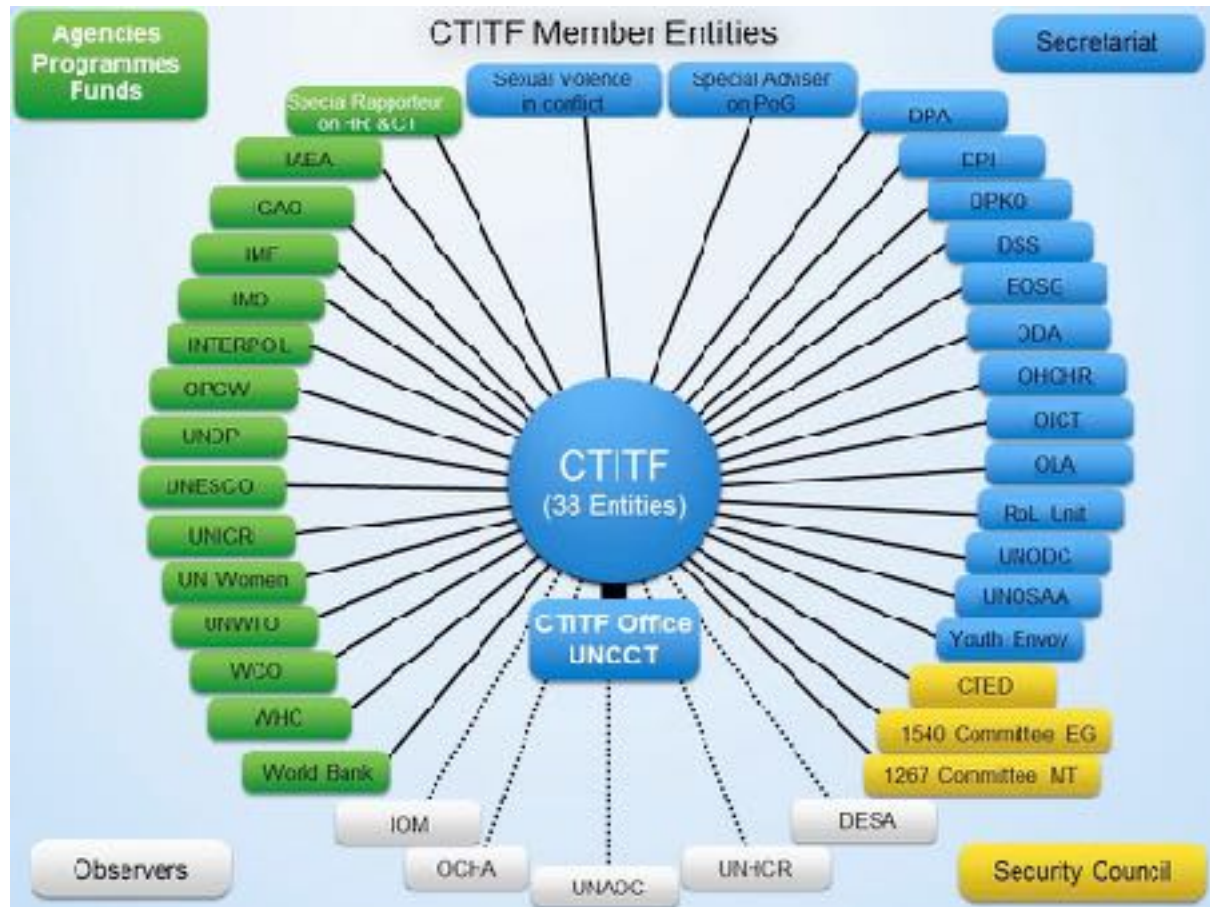 Agencies
Programmes
Funds
CTITF Member Entities
Secretariat
Special Rapporteur
on HR & CT
Sexual Violence
in conflict
Special Adviser
on PoG
DPA
IAEA
DPI
ICAO
DPKO
IMF
DSS
IMO
EOSG
INTERPOL
ODA
OPCW
OHCHR
UNDP
OICT
UNESCO
OLA
UNICRI
RoL Unit
UN Women
UNODC
UNWTO
UNOSAA
WCO
Youth Envoy
WHO
CTED
World Bank
1540 Committee EG
1267 Committee MT
CTITF
(38 Entities)
CTITF Office
UNCCT
IOM
OCHA
UNAOC
UNHCR
DESA
Observers
Security Council